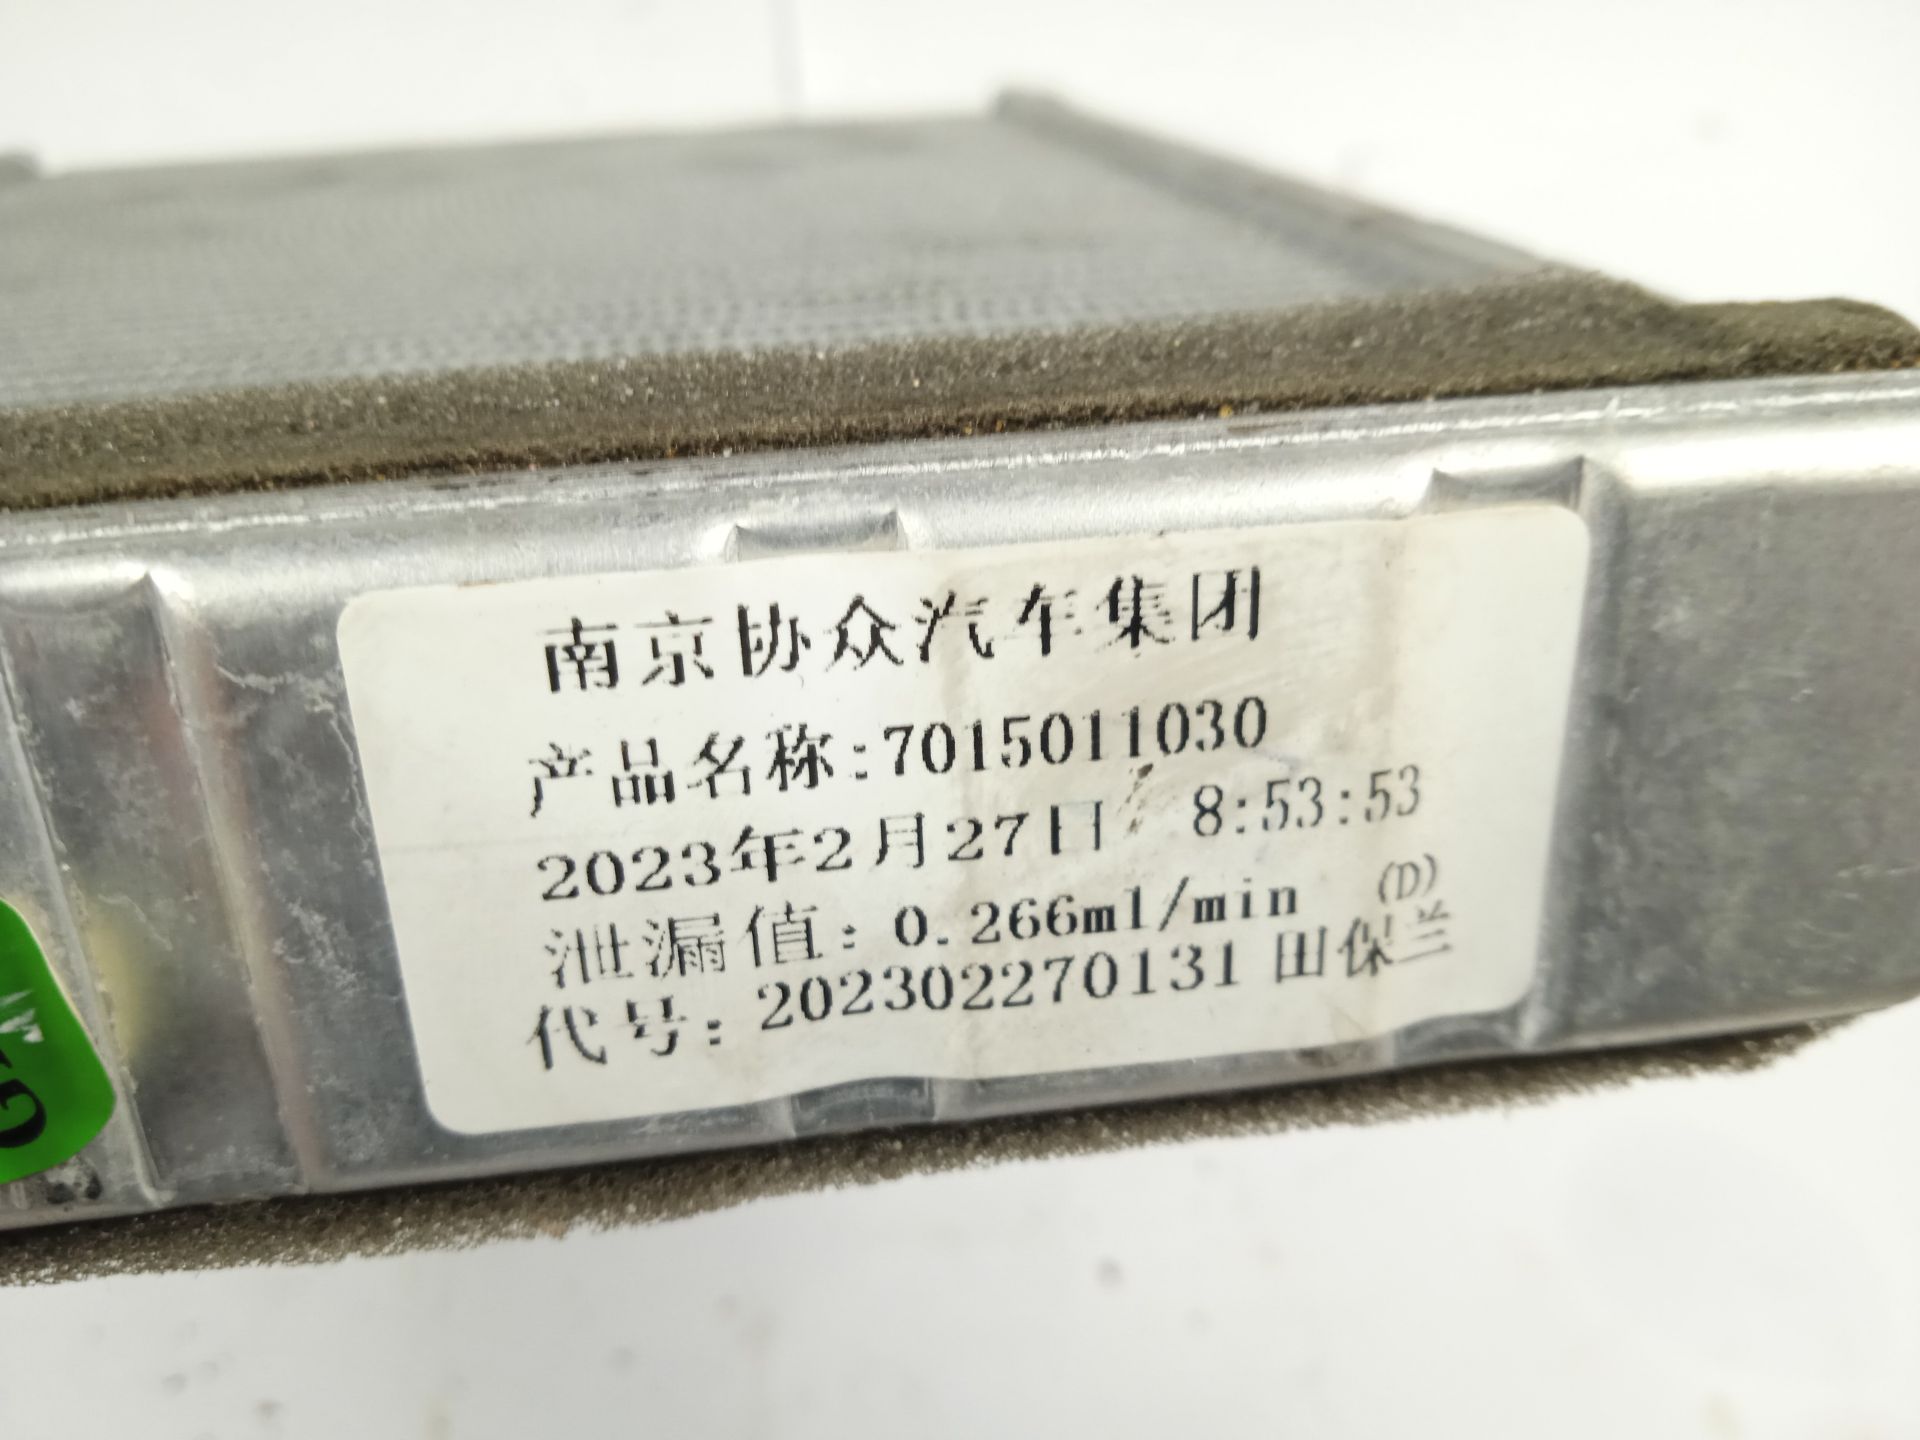 南京协众汽车集团
产品名称:7015011030
2023年2月27日 8:53:53
泄漏值: 0.266ml/min (D)
代号: 202302270131 田保兰